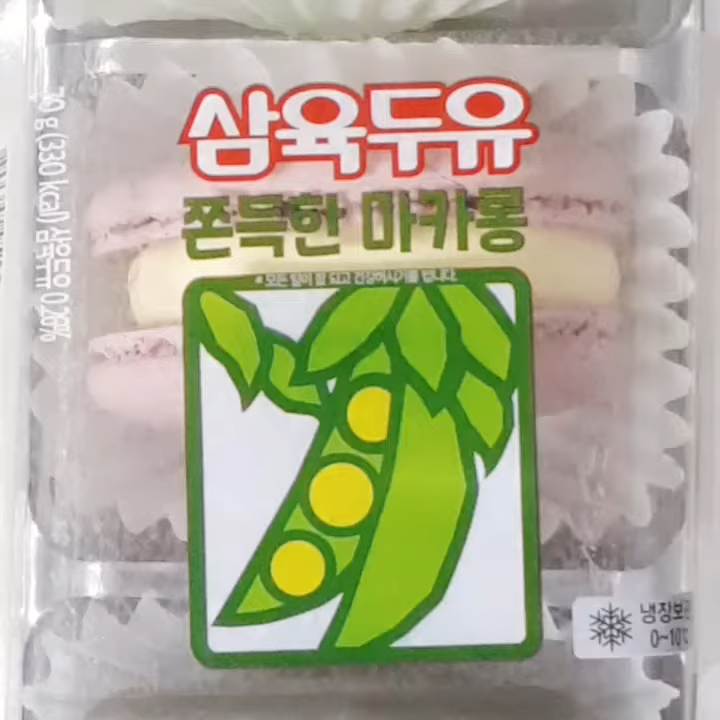 삼육두유
쫀득한 마카롱
* 모든 일이 잘 되고 건강하시기를 빕니다.
70 g (330 kcal) 삼육두유 0.26%
냉장보관
0~10℃